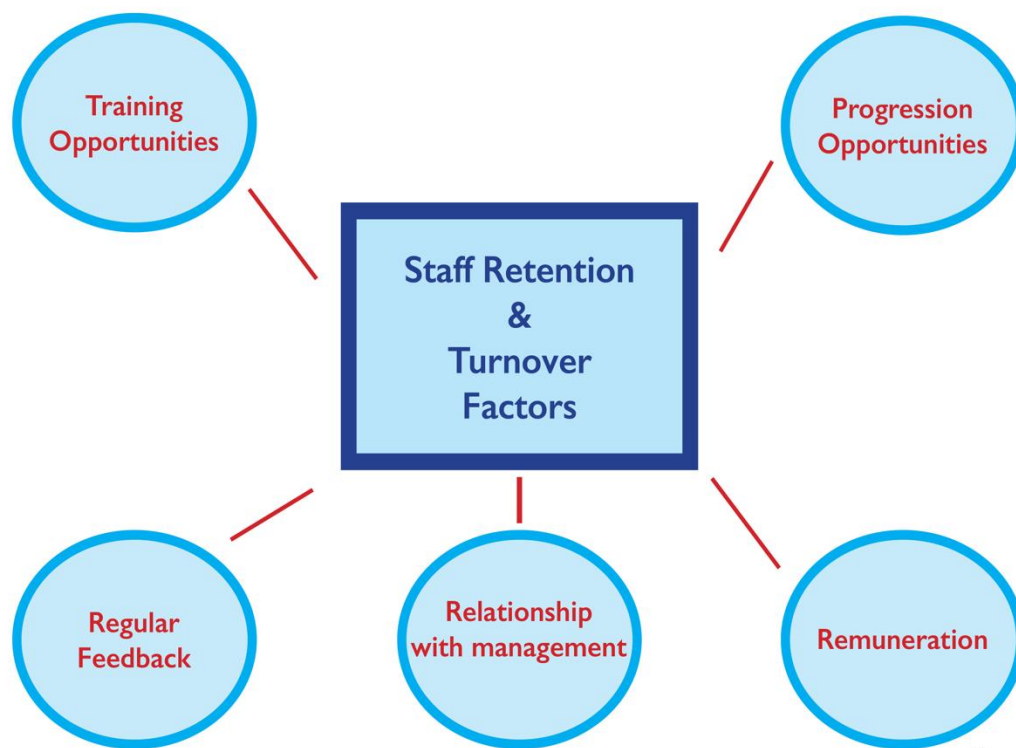 Training
Opportunities
Progression
Opportunities
Staff Retention
&
Turnover
Factors
Regular
Feedback
Relationship
with management
Remuneration